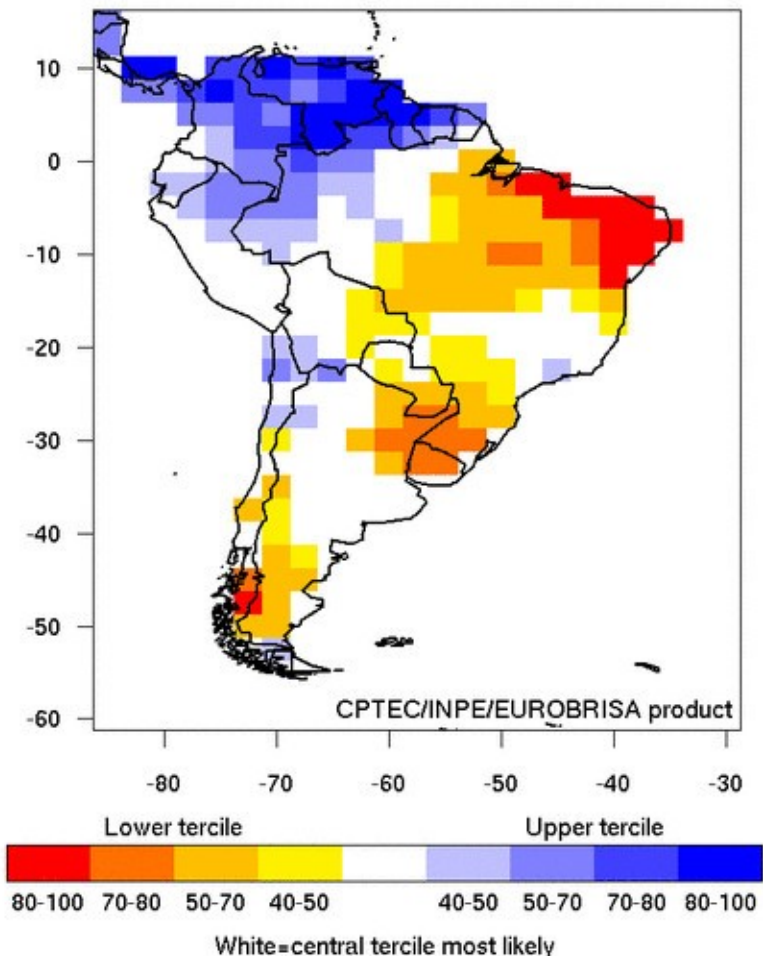 10
0
-10
-20
-30
-40
-50
-60
CPTEC/INPE/EUROBRISA product
-80 -70 -60 -50 -40 -30
Lower tercile Upper tercile
80-100 70-80 50-70 40-50 40-50 50-70 70-80 80-100
White=central tercile most likely